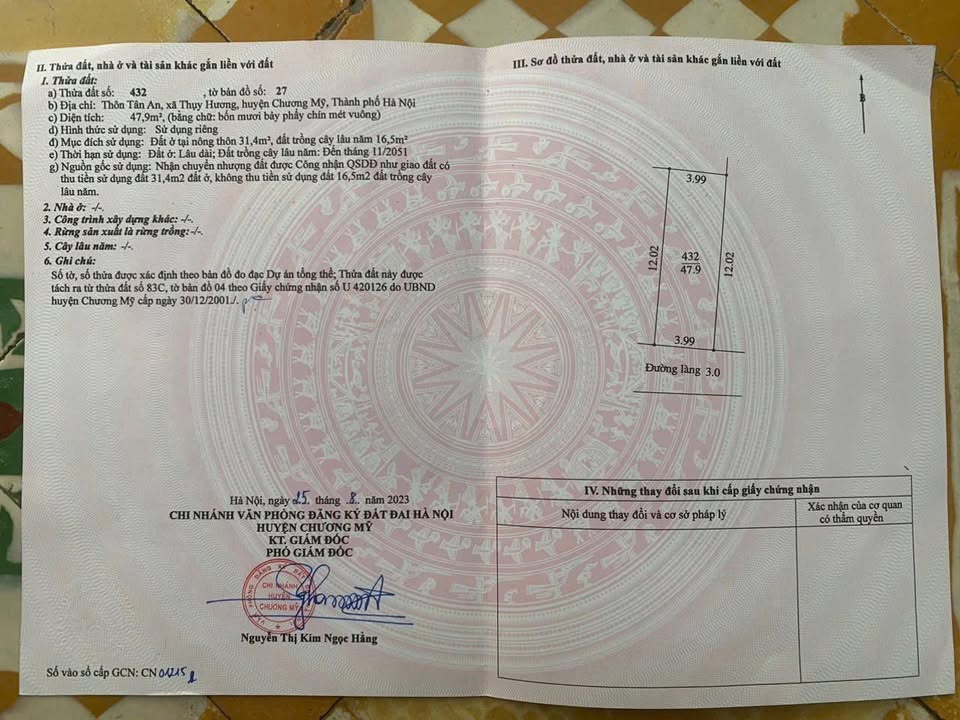 II. Thửa đất, nhà ở và tài sản khác gắn liền với đất
1. Thửa đất:
a) Thửa đất số: 432 , tờ bản đồ số: 27
b) Địa chỉ: Thôn Tân An, xã Thụy Hương, huyện Chương Mỹ, Thành phố Hà Nội
c) Diện tích: 47,9m², (bằng chữ: bốn mươi bảy phẩy chín mét vuông)
d) Hình thức sử dụng: Sử dụng riêng
đ) Mục đích sử dụng: Đất ở tại nông thôn 31,4m², đất trồng cây lâu năm 16,5m²
e) Thời hạn sử dụng: Đất ở: Lâu dài; Đất trồng cây lâu năm: Đến tháng 11/2051
g) Nguồn gốc sử dụng: Nhận chuyển nhượng đất được Công nhận QSDĐ như giao đất có
thu tiền sử dụng đất 31,4m2 đất ở, không thu tiền sử dụng đất 16,5m2 đất trồng cây
lâu năm.
2. Nhà ở: -/-.
3. Công trình xây dựng khác: -/-.
4. Rừng sản xuất là rừng trồng:-/-.
5. Cây lâu năm: -/-.
6. Ghi chú:
Số tờ, số thửa được xác định theo bản đồ đo đạc Dự án tổng thể; Thửa đất này được
tách ra từ thửa đất số 83C, tờ bản đồ 04 theo Giấy chứng nhận số U 420126 do UBND
huyện Chương Mỹ cấp ngày 30/12/2001./.
Hà Nội, ngày 25 tháng 8 năm 2023
CHI NHÁNH VĂN PHÒNG ĐĂNG KÝ ĐẤT ĐAI HÀ NỘI
HUYỆN CHƯƠNG MỸ
KT. GIÁM ĐỐC
PHÓ GIÁM ĐỐC
VĂN PHÒNG ĐĂNG KÝ ĐẤT
CHI NHÁNH
HUYỆN
CHƯƠNG MỸ
Nguyễn Thị Kim Ngọc Hằng
Số vào sổ cấp GCN: CN
III. Sơ đồ thửa đất, nhà ở và tài sản khác gắn liền với đất
B
3.99
12.02
432
47.9
12.02
3.99
Đường làng 3.0
IV. Những thay đổi sau khi cấp giấy chứng nhận
Nội dung thay đổi và cơ sở pháp lý
Xác nhận của cơ quan
có thẩm quyền